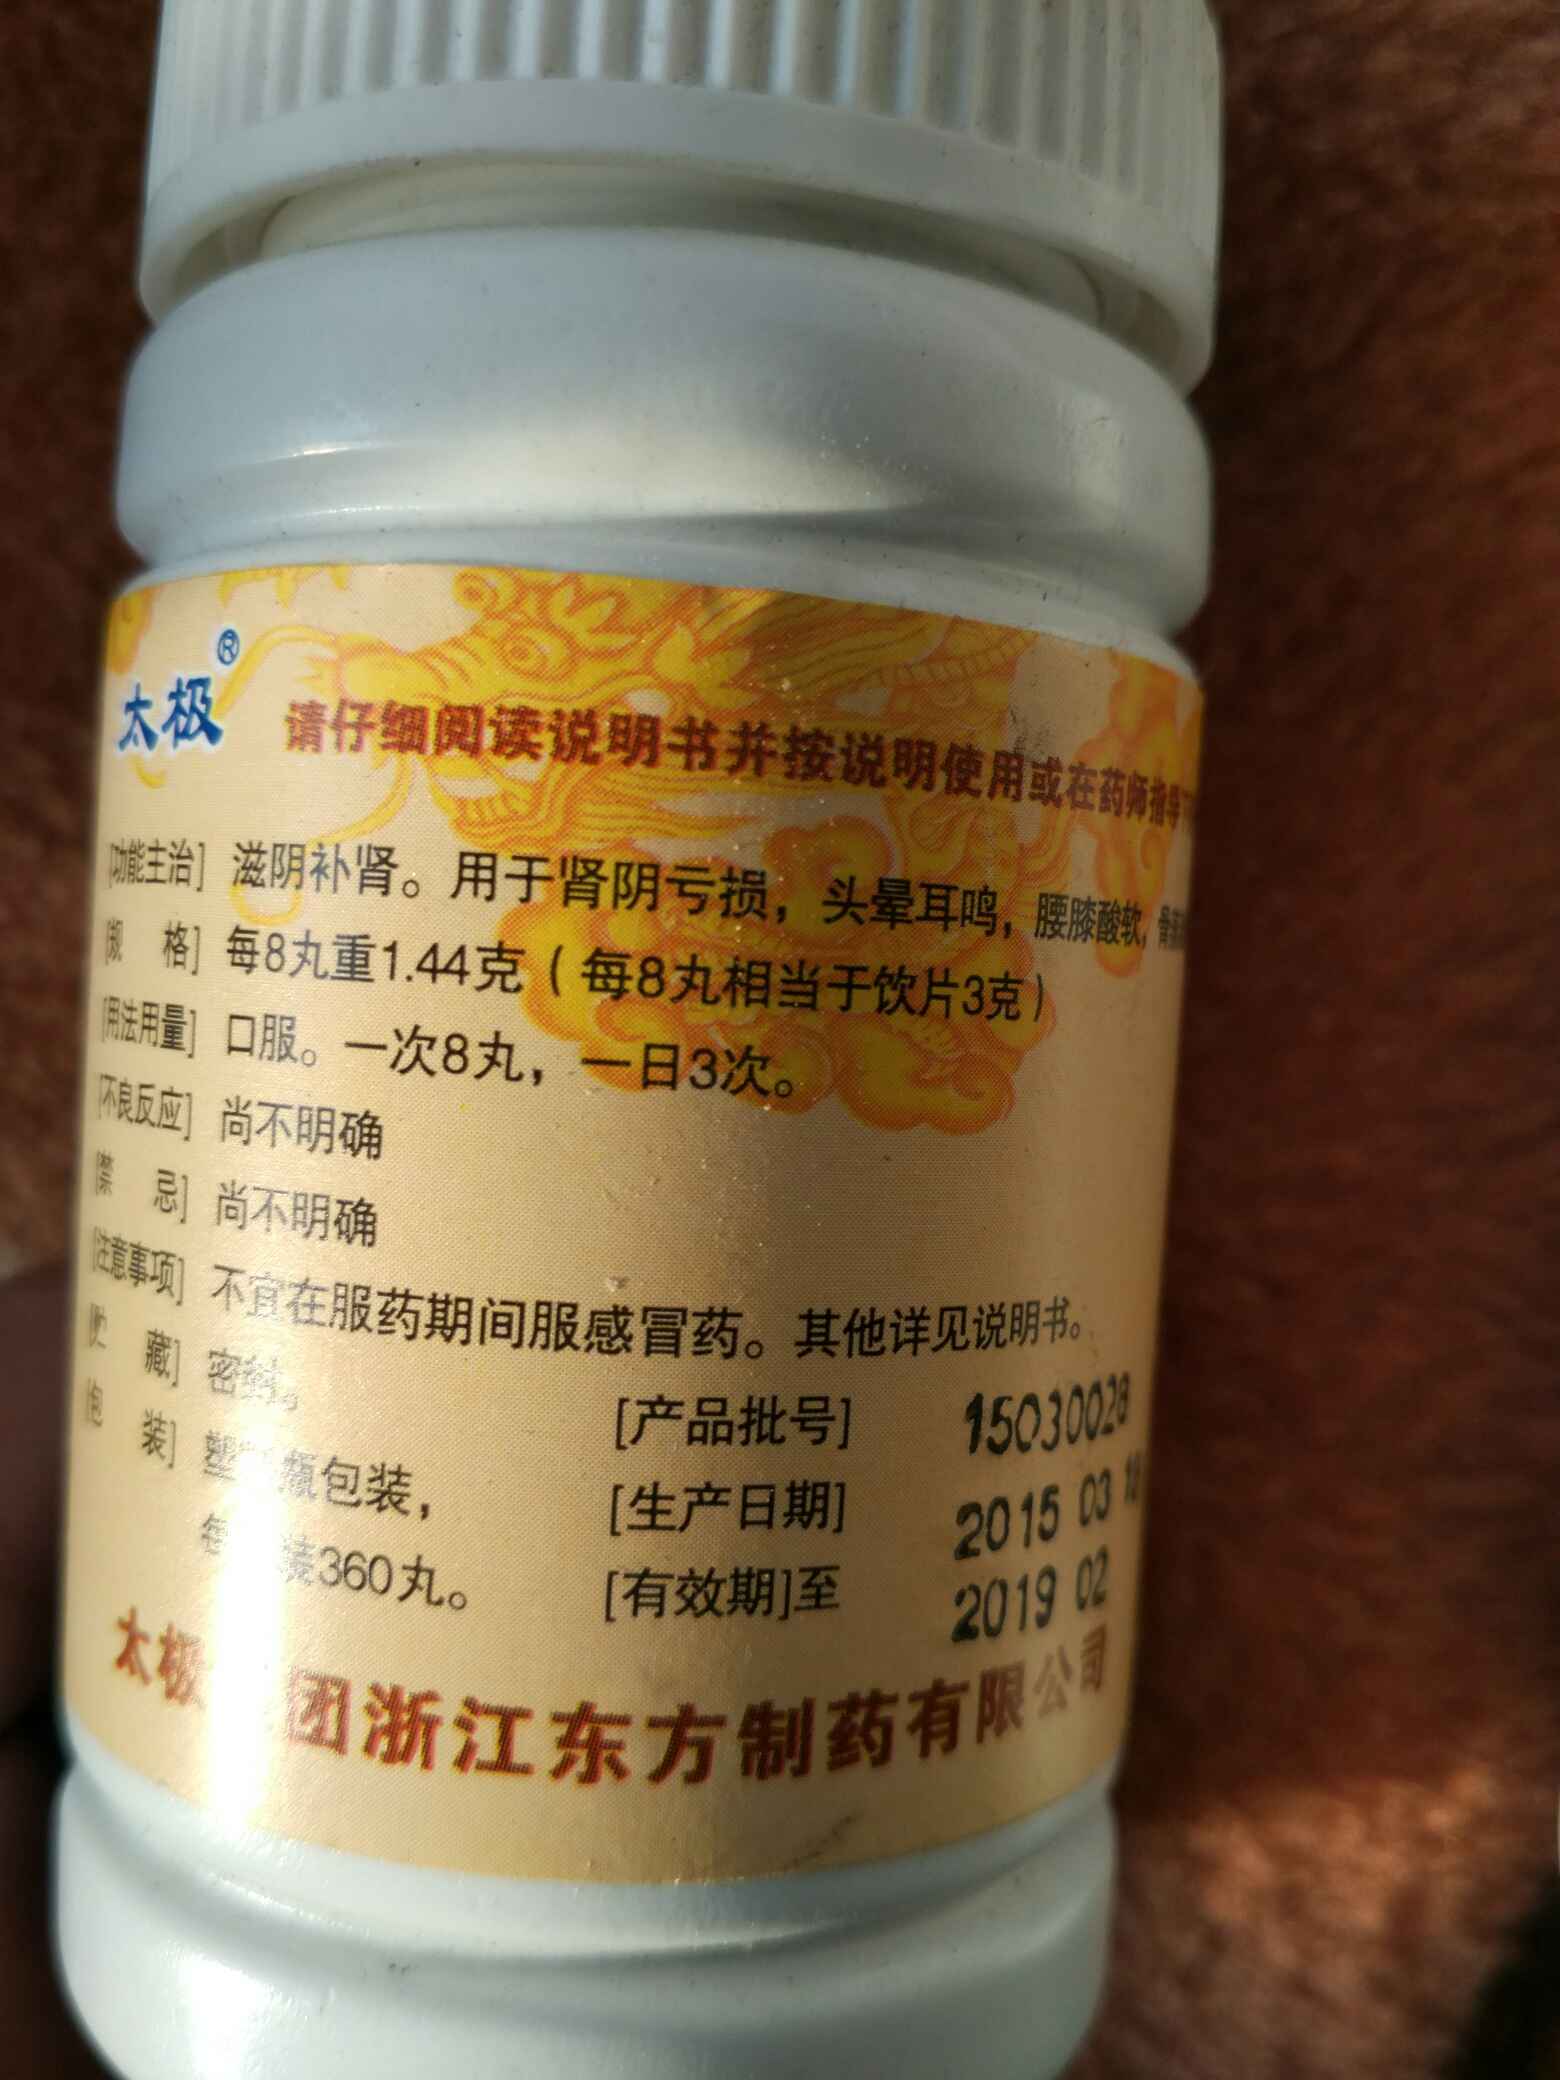 太极®
请仔细阅读说明书并按说明使用或在药师指导下
[功能主治] 滋阴补肾。用于肾阴亏损，头晕耳鸣，腰膝酸软，骨蒸
[规 格] 每8丸重1.44克（每8丸相当于饮片3克）
[用法用量] 口服。一次8丸，一日3次。
[不良反应] 尚不明确
[禁 忌] 尚不明确
[注意事项] 不宜在服药期间服感冒药。其他详见说明书。
藏] 密封。
[产品批号] 15030028
装] 瓶包装，
[生产日期] 2015 03
装360丸。
[有效期]至 2019 02
太极 团浙江东方制药有限公司